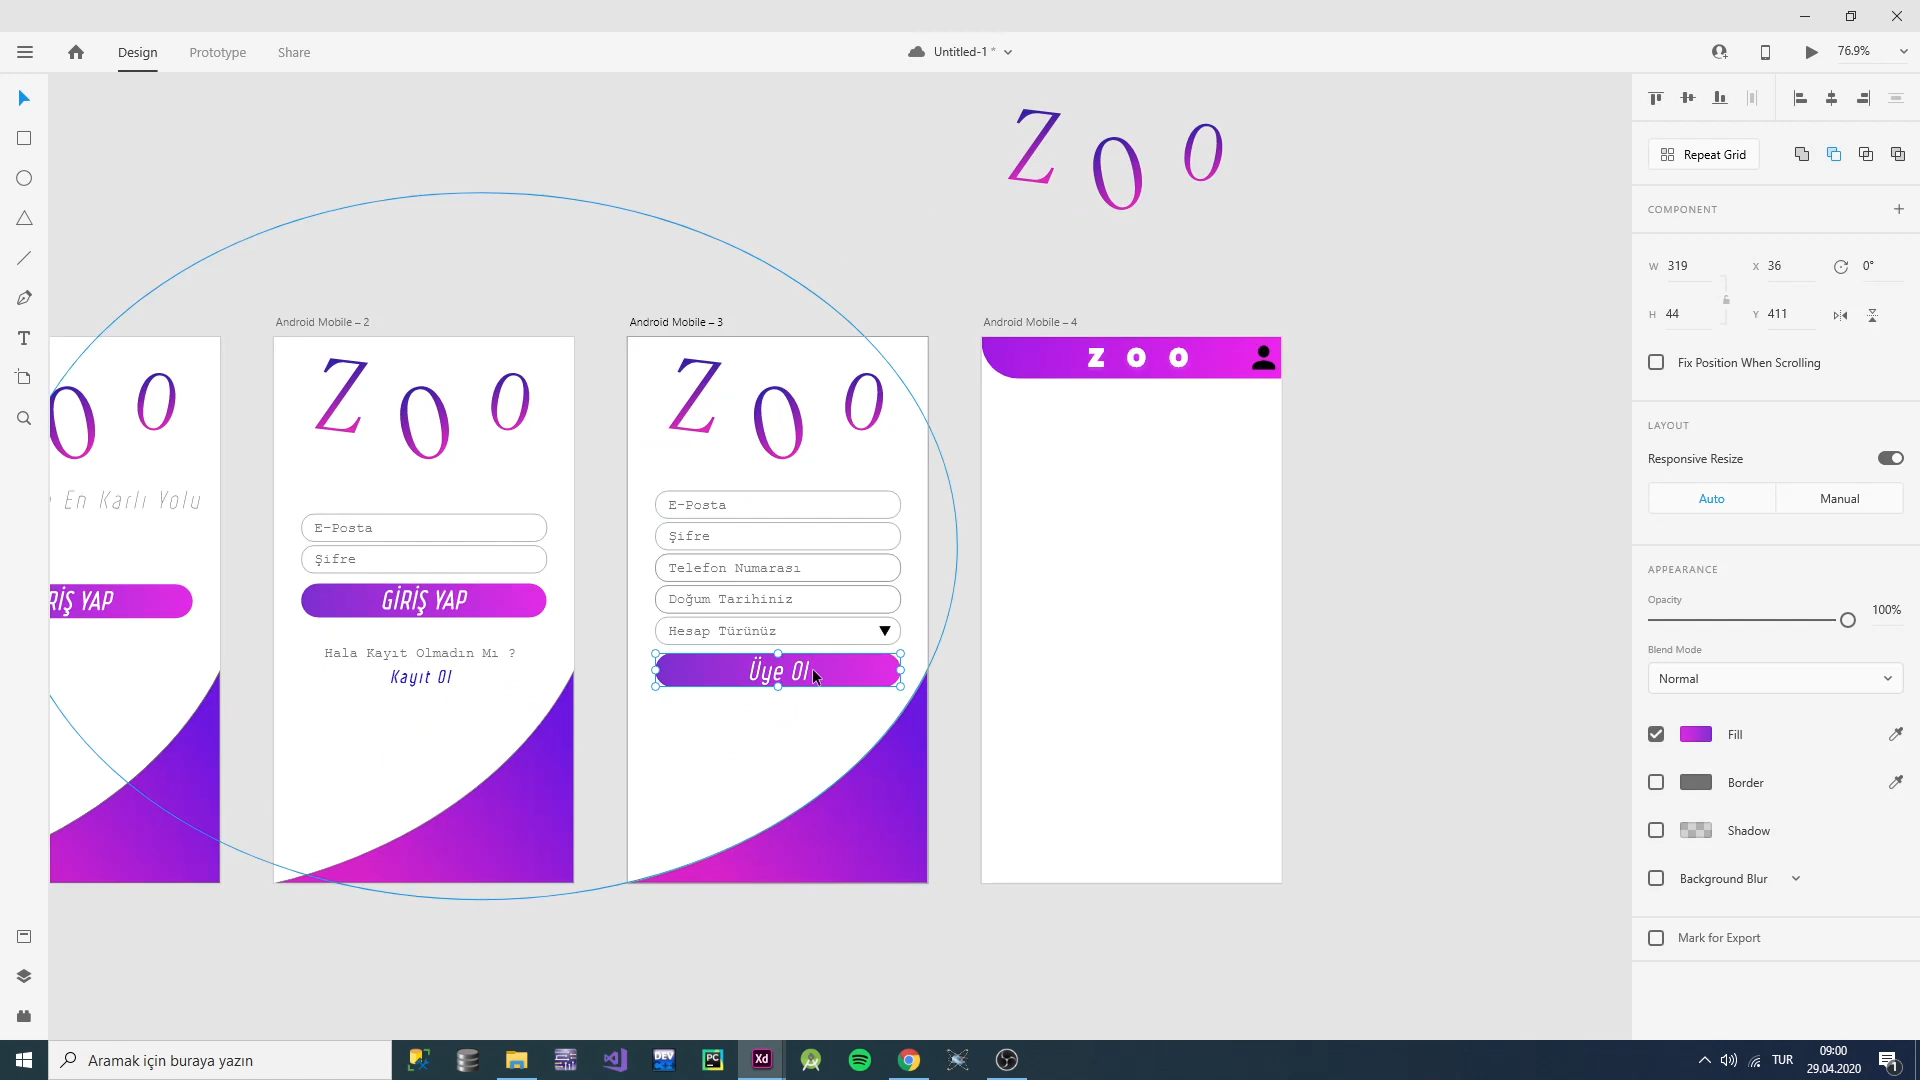 Design Prototype Share
Untitled-1 *
76.9%
Z O O
Repeat Grid
COMPONENT
W 319 X 36 0°
H 44 Y 411
Fix Position When Scrolling
LAYOUT
Responsive Resize
Auto Manual
APPEARANCE
Opacity
100%
Blend Mode
Normal
Fill
Border
Shadow
Background Blur
Mark for Export
Android Mobile – 2
Android Mobile – 3
Android Mobile – 4
o o
En Karlı Yolu
RİŞ YAP
Z O O
E-Posta
Şifre
GİRİŞ YAP
Hala Kayıt Olmadın Mı ?
Kayıt Ol
Z O O
E-Posta
Şifre
Telefon Numarası
Doğum Tarihiniz
Hesap Türünüz
Üye Ol
Z O O
Aramak için buraya yazın
DEV
PC
Xd
TUR
09:00
29.04.2020
1